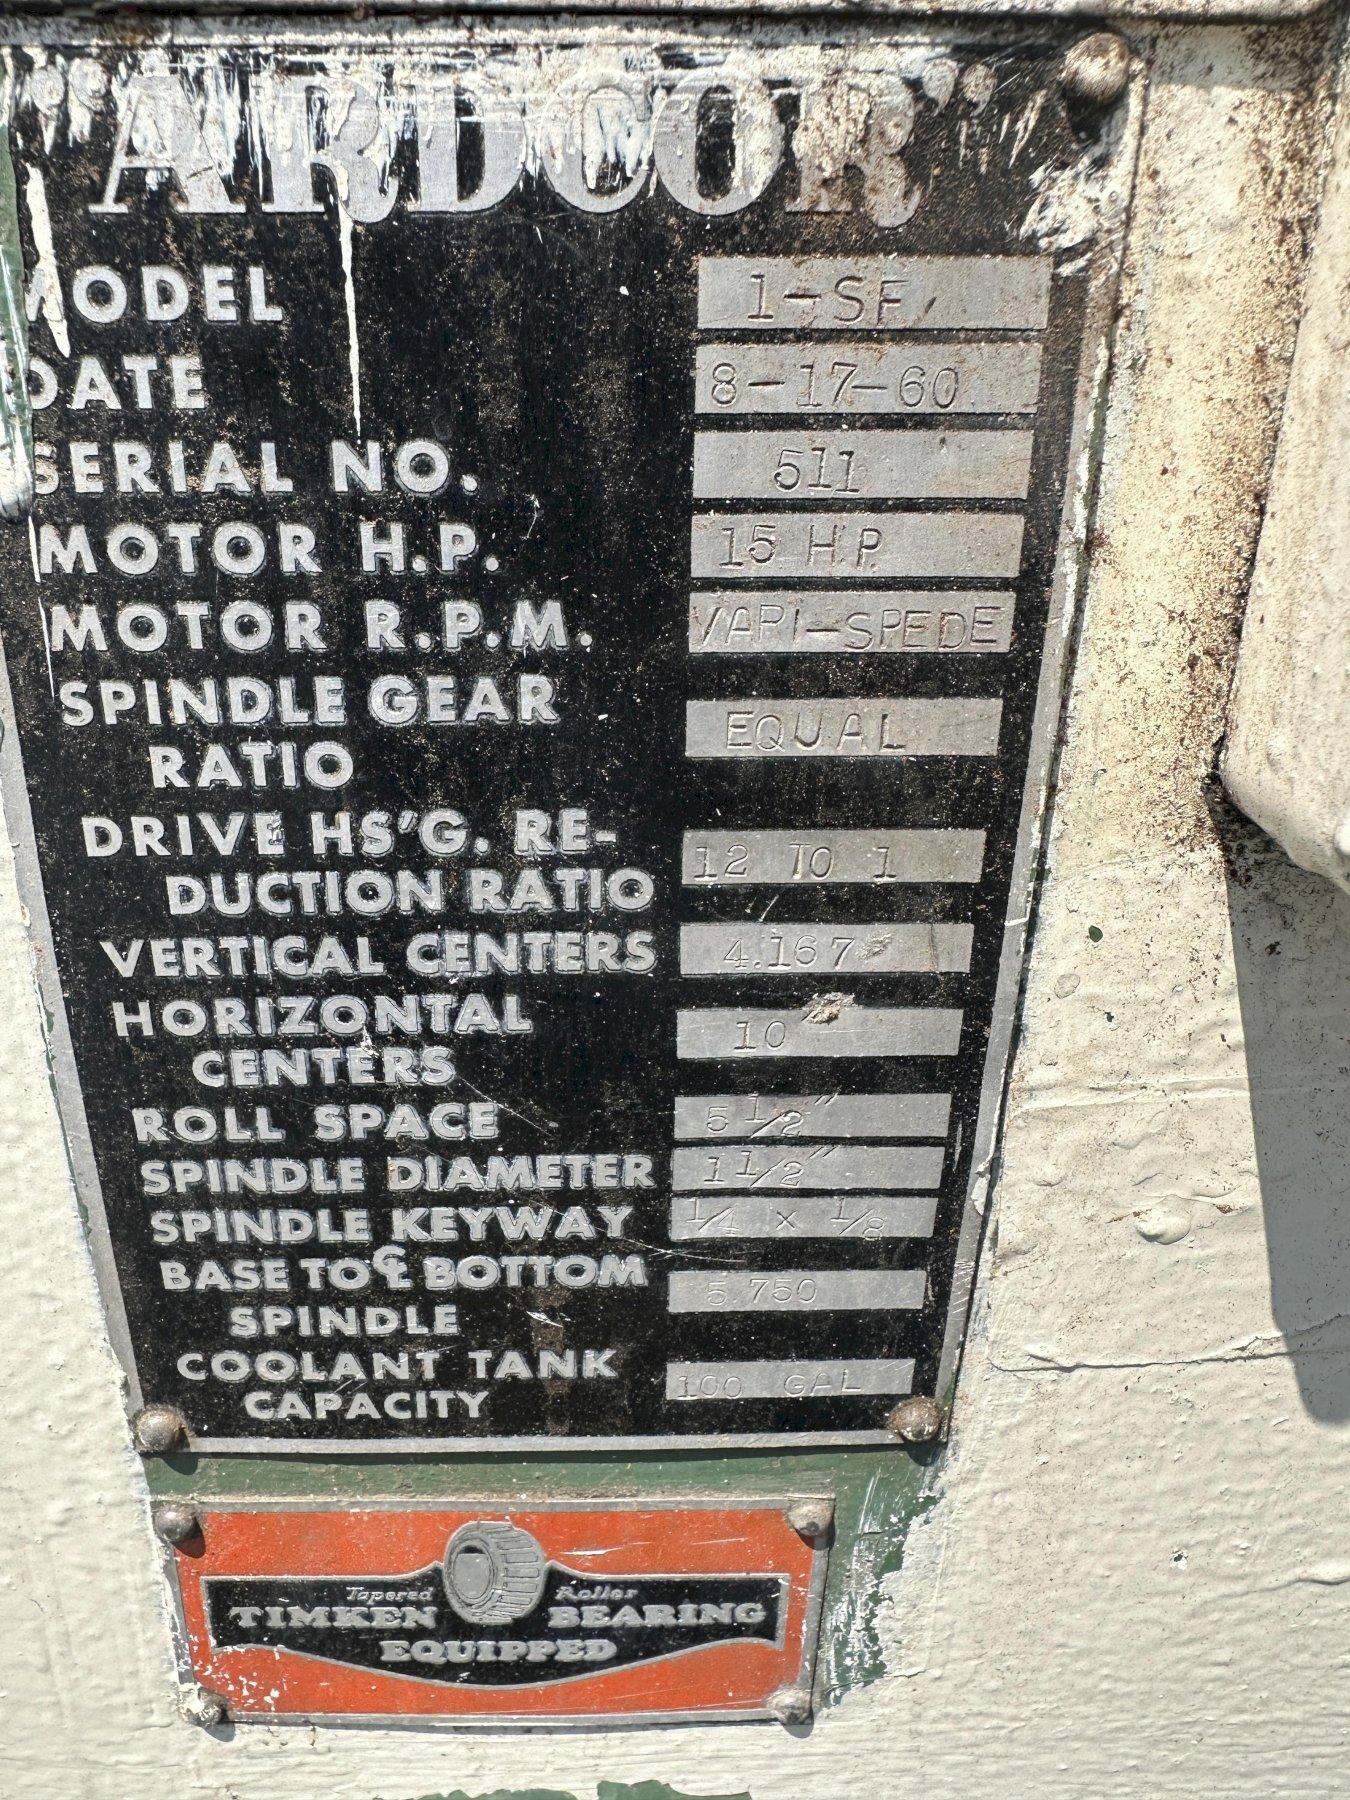 "ARDCOR"
MODEL 1-SF
DATE 8-17-60
SERIAL NO. 511
MOTOR H.P. 15 H.P.
MOTOR R.P.M. VARI-SPEDE
SPINDLE GEAR
RATIO EQUAL
DRIVE HS'G. RE-
DUCTION RATIO 12 TO 1
VERTICAL CENTERS 4.167
HORIZONTAL
CENTERS 10
ROLL SPACE 5 1/2"
SPINDLE DIAMETER 1 1/2"
SPINDLE KEYWAY 1/4 x 1/8
BASE TO ℄ BOTTOM
SPINDLE 5.750
COOLANT TANK
CAPACITY 100 GAL
Tapered Roller
TIMKEN BEARING
EQUIPPED